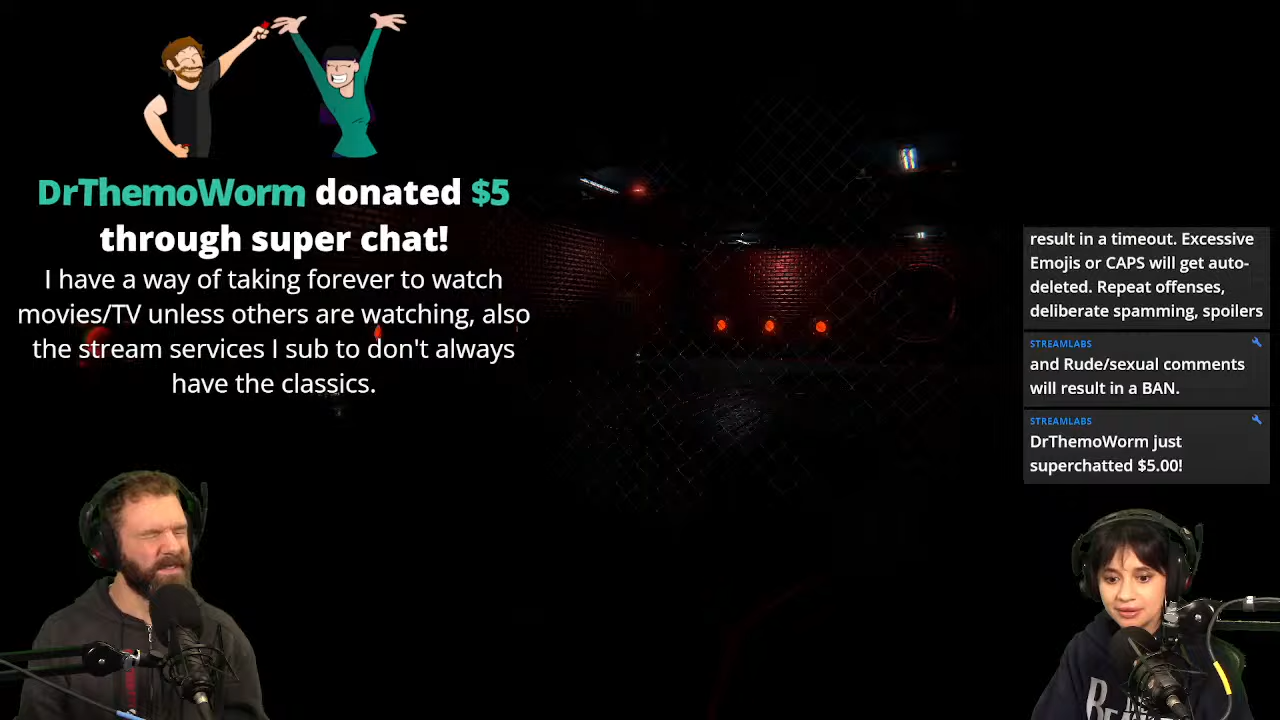 DrThemoWorm donated $5
through super chat!
I have a way of taking forever to watch
movies/TV unless others are watching, also
the stream services I sub to don't always
have the classics.
result in a timeout. Excessive
Emojis or CAPS will get auto-
deleted. Repeat offenses,
deliberate spamming, spoilers
STREAMLABS
and Rude/sexual comments
will result in a BAN.
STREAMLABS
DrThemoWorm just
superchatted $5.00!